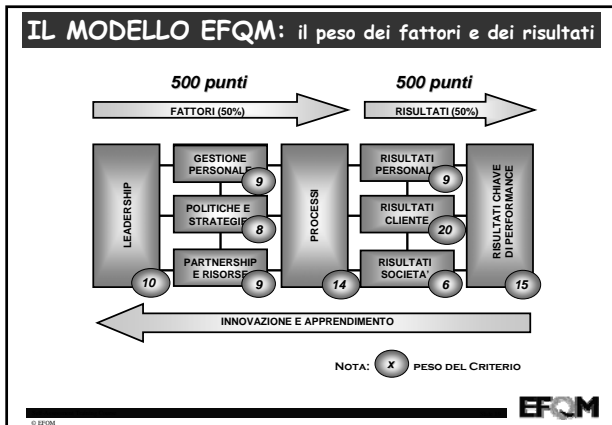 IL MODELLO EFQM: il peso dei fattori e dei risultati
500 punti
500 punti
FATTORI (50%)
RISULTATI (50%)
LEADERSHIP
10
GESTIONE
PERSONALE
9
POLITICHE E
STRATEGIE
8
PARTNERSHIP
E RISORSE
9
PROCESSI
14
RISULTATI
PERSONALE
9
RISULTATI
CLIENTE
20
RISULTATI
SOCIETA'
6
RISULTATI CHIAVE
DI PERFORMANCE
15
INNOVAZIONE E APPRENDIMENTO
NOTA: x PESO DEL CRITERIO
EFQM
© EFQM